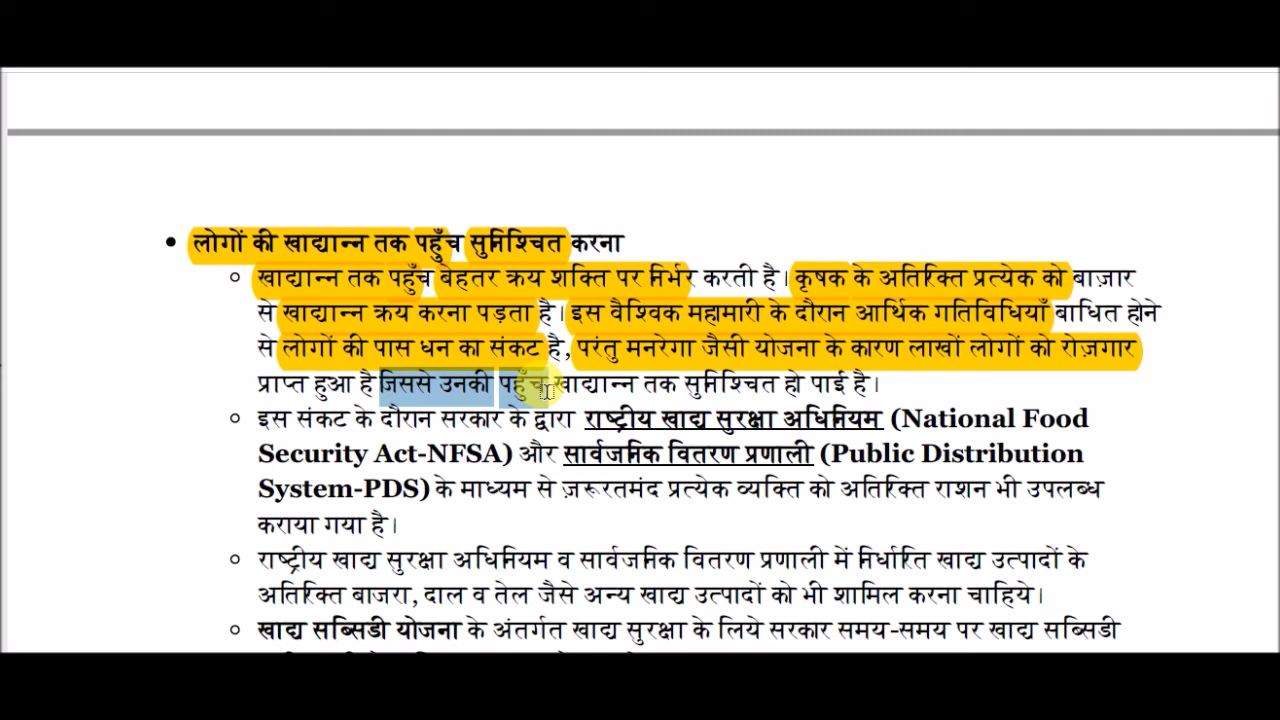 • लोगों की खाद्यान्न तक पहुँच सुनिश्चित करना
○ खाद्यान्न तक पहुँच बेहतर क्रय शक्ति पर निर्भर करती है। कृषक के अतिरिक्त प्रत्येक को बाज़ार
से खाद्यान्न क्रय करना पड़ता है। इस वैश्विक महामारी के दौरान आर्थिक गतिविधियाँ बाधित होने
से लोगों की पास धन का संकट है, परंतु मनरेगा जैसी योजना के कारण लाखों लोगों को रोज़गार
प्राप्त हुआ है जिससे उनकी पहुँच खाद्यान्न तक सुनिश्चित हो पाई है।
○ इस संकट के दौरान सरकार के द्वारा राष्ट्रीय खाद्य सुरक्षा अधिनियम (National Food
Security Act-NFSA) और सार्वजनिक वितरण प्रणाली (Public Distribution
System-PDS) के माध्यम से ज़रूरतमंद प्रत्येक व्यक्ति को अतिरिक्त राशन भी उपलब्ध
कराया गया है।
○ राष्ट्रीय खाद्य सुरक्षा अधिनियम व सार्वजनिक वितरण प्रणाली में निर्धारित खाद्य उत्पादों के
अतिरिक्त बाजरा, दाल व तेल जैसे अन्य खाद्य उत्पादों को भी शामिल करना चाहिये।
○ खाद्य सब्सिडी योजना के अंतर्गत खाद्य सुरक्षा के लिये सरकार समय-समय पर खाद्य सब्सिडी